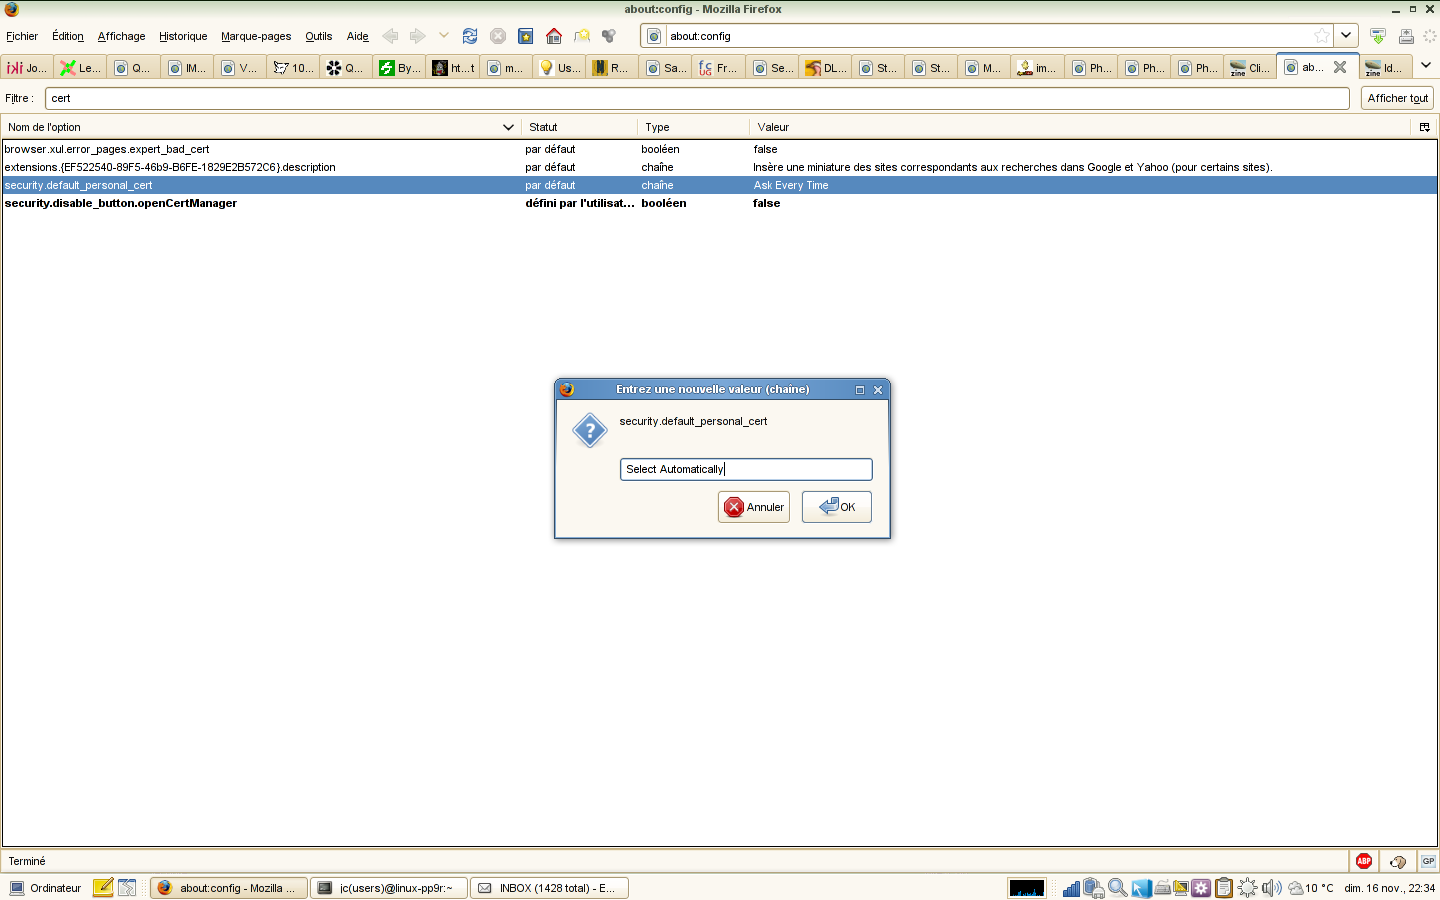 about:config - Mozilla Firefox
Fichier Édition Affichage Historique Marque-pages Outils Aide about:config
Jo... Le... Q... IM... V... 10... Q... By... ht...t m... Us... R... Sa... Fr... Se... DL... St... St... M... im... Ph... Ph... Ph... Cli... ab... Id...
Filtre : cert Afficher tout
Nom de l'option Statut Type Valeur
browser.xul.error_pages.expert_bad_cert par défaut booléen false
extensions.{EF522540-89F5-46b9-B6FE-1829E2B572C6}.description par défaut chaîne Insère une miniature des sites correspondants aux recherches dans Google et Yahoo (pour certains sites).
security.default_personal_cert par défaut chaîne Ask Every Time
security.disable_button.openCertManager défini par l'utilisat... booléen false
Entrez une nouvelle valeur (chaîne)
security.default_personal_cert
Select Automatically
Annuler OK
Terminé ABP GP
Ordinateur about:config - Mozilla ... jc(users)@linux-pp9r:~ INBOX (1428 total) - E... 10 °C dim. 16 nov., 22:34